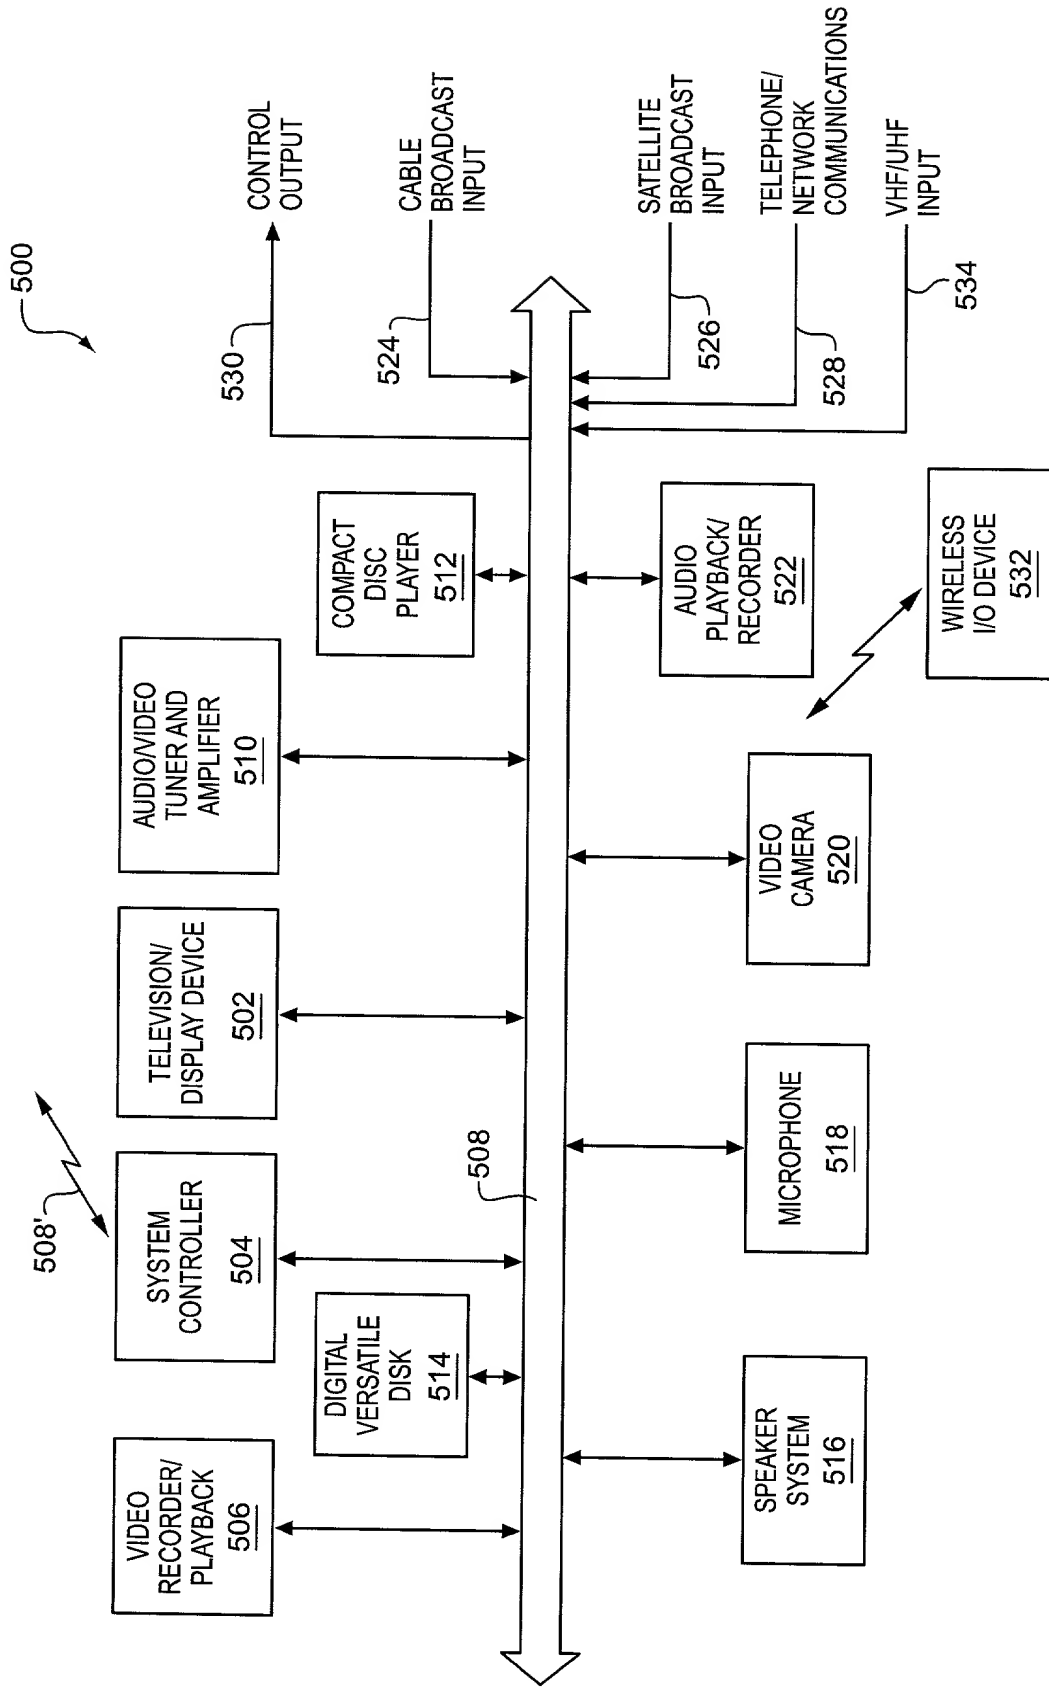 500
508'
VIDEO
RECORDER/
PLAYBACK
506
SYSTEM
CONTROLLER
504
TELEVISION/
DISPLAY DEVICE
502
AUDIO/VIDEO
TUNER AND
AMPLIFIER
510
DIGITAL
VERSATILE
DISK
514
COMPACT
DISC
PLAYER
512
530
CONTROL
OUTPUT
524
CABLE
BROADCAST
INPUT
508
526
SATELLITE
BROADCAST
INPUT
528
TELEPHONE/
NETWORK
COMMUNICATIONS
534
VHF/UHF
INPUT
SPEAKER
SYSTEM
516
MICROPHONE
518
VIDEO
CAMERA
520
AUDIO
PLAYBACK/
RECORDER
522
WIRELESS
I/O DEVICE
532